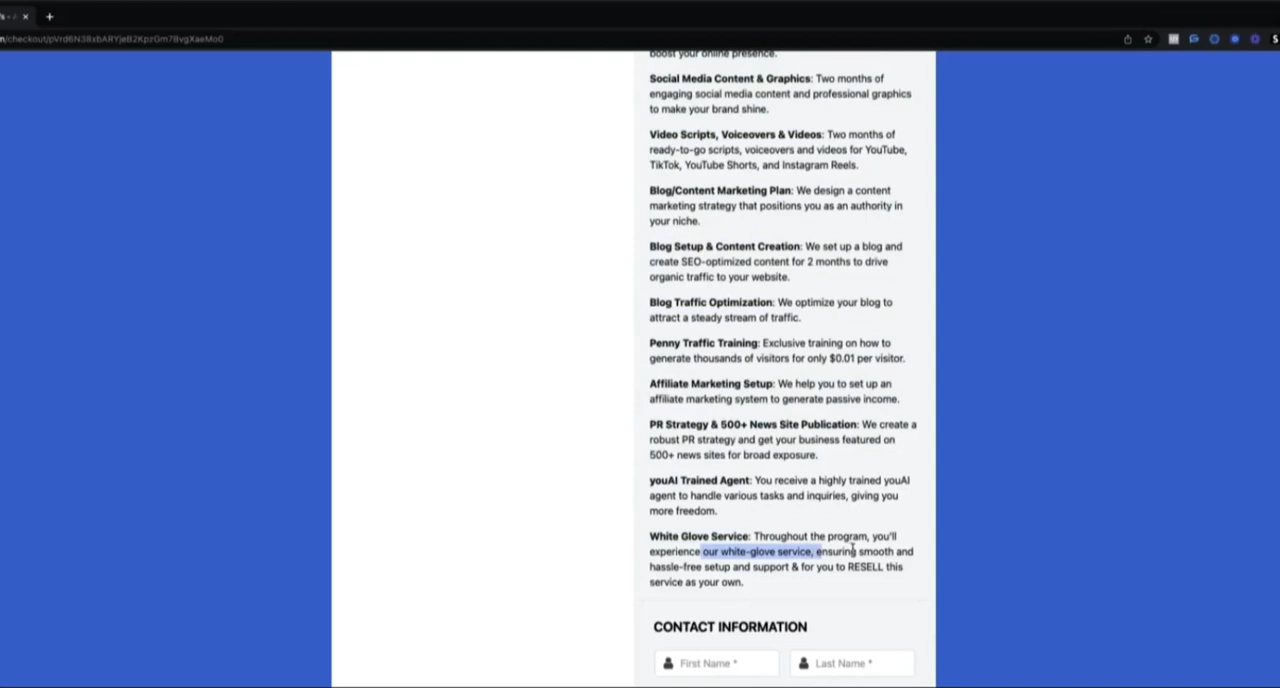 n/checkout/pVrd6N38xbARYjeB2KpzGm7BvgXaeMo0
boost your online presence.
Social Media Content & Graphics: Two months of
engaging social media content and professional graphics
to make your brand shine.
Video Scripts, Voiceovers & Videos: Two months of
ready-to-go scripts, voiceovers and videos for YouTube,
TikTok, YouTube Shorts, and Instagram Reels.
Blog/Content Marketing Plan: We design a content
marketing strategy that positions you as an authority in
your niche.
Blog Setup & Content Creation: We set up a blog and
create SEO-optimized content for 2 months to drive
organic traffic to your website.
Blog Traffic Optimization: We optimize your blog to
attract a steady stream of traffic.
Penny Traffic Training: Exclusive training on how to
generate thousands of visitors for only $0.01 per visitor.
Affiliate Marketing Setup: We help you to set up an
affiliate marketing system to generate passive income.
PR Strategy & 500+ News Site Publication: We create a
robust PR strategy and get your business featured on
500+ news sites for broad exposure.
youAI Trained Agent: You receive a highly trained youAI
agent to handle various tasks and inquiries, giving you
more freedom.
White Glove Service: Throughout the program, you'll
experience our white-glove service, ensuring smooth and
hassle-free setup and support & for you to RESELL this
service as your own.
CONTACT INFORMATION
First Name * Last Name *